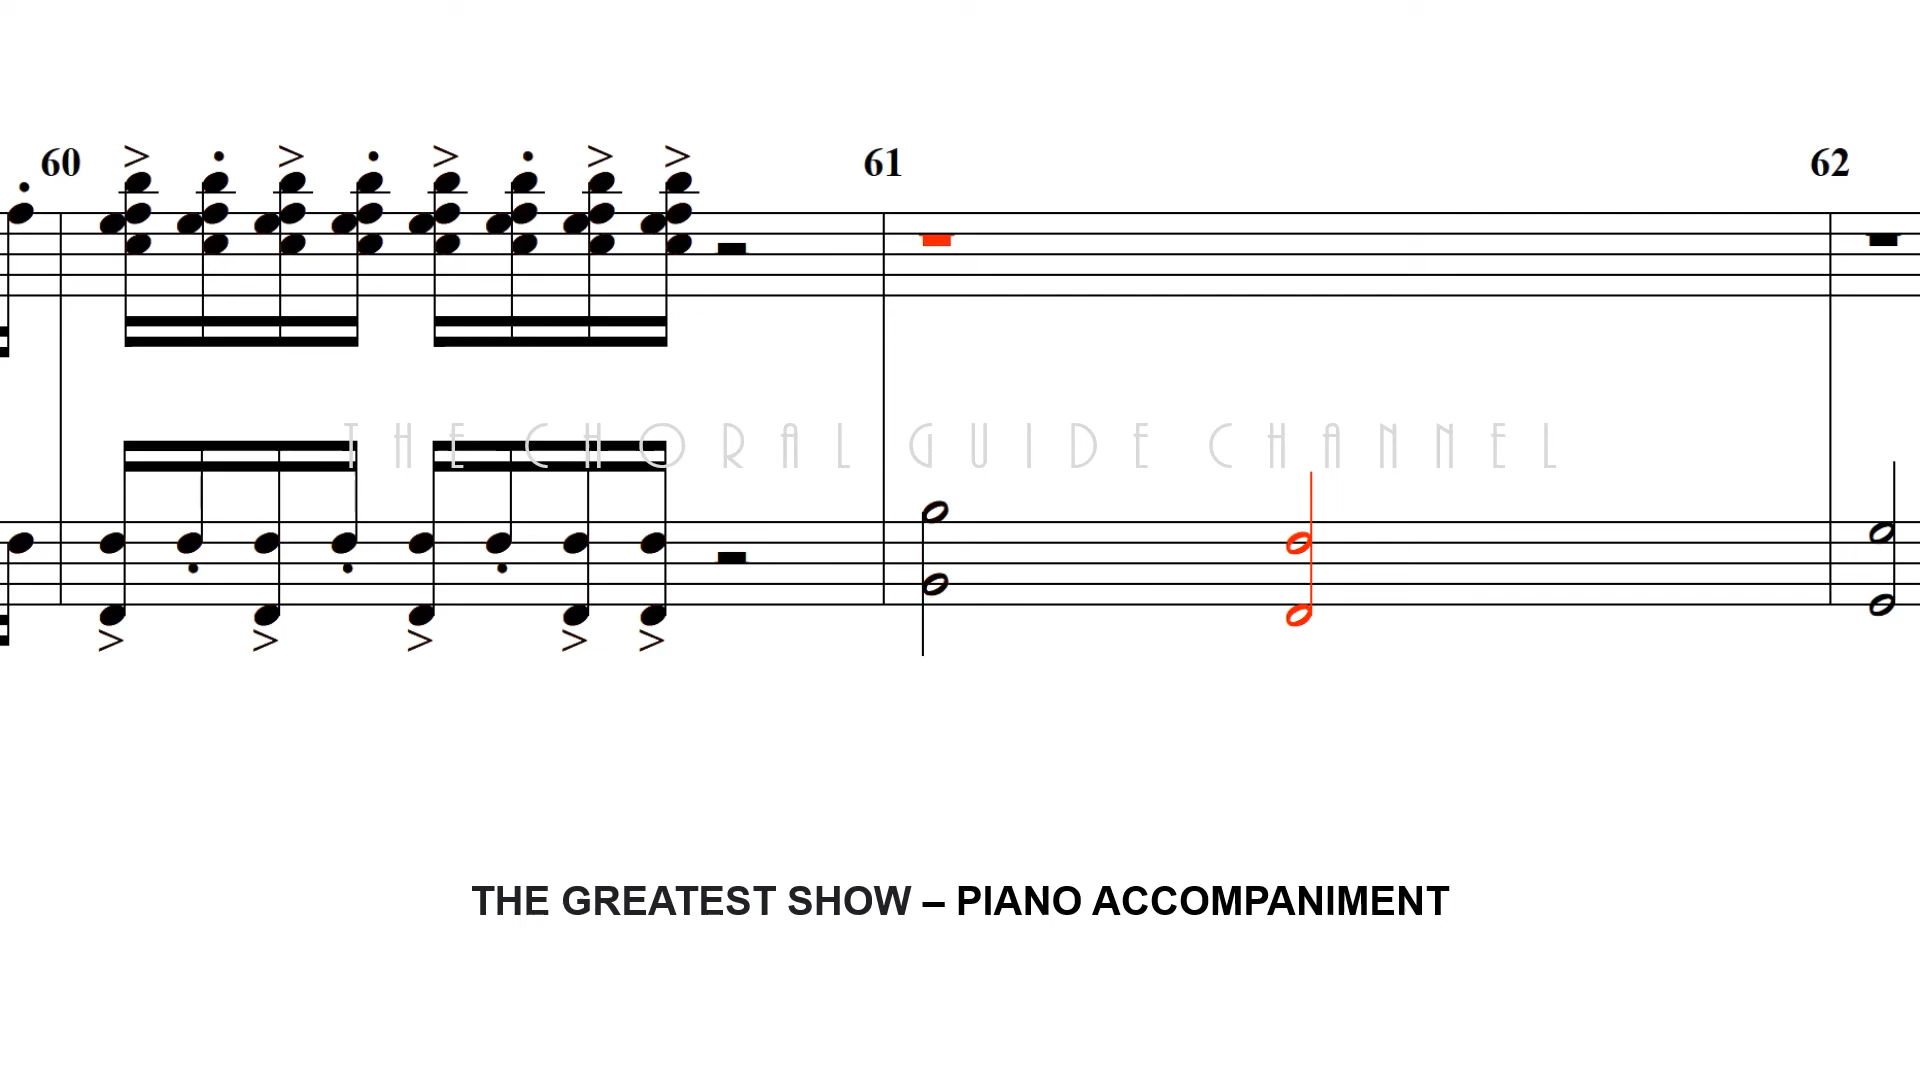 60 61 62
THE CHORAL GUIDE CHANNEL
THE GREATEST SHOW – PIANO ACCOMPANIMENT